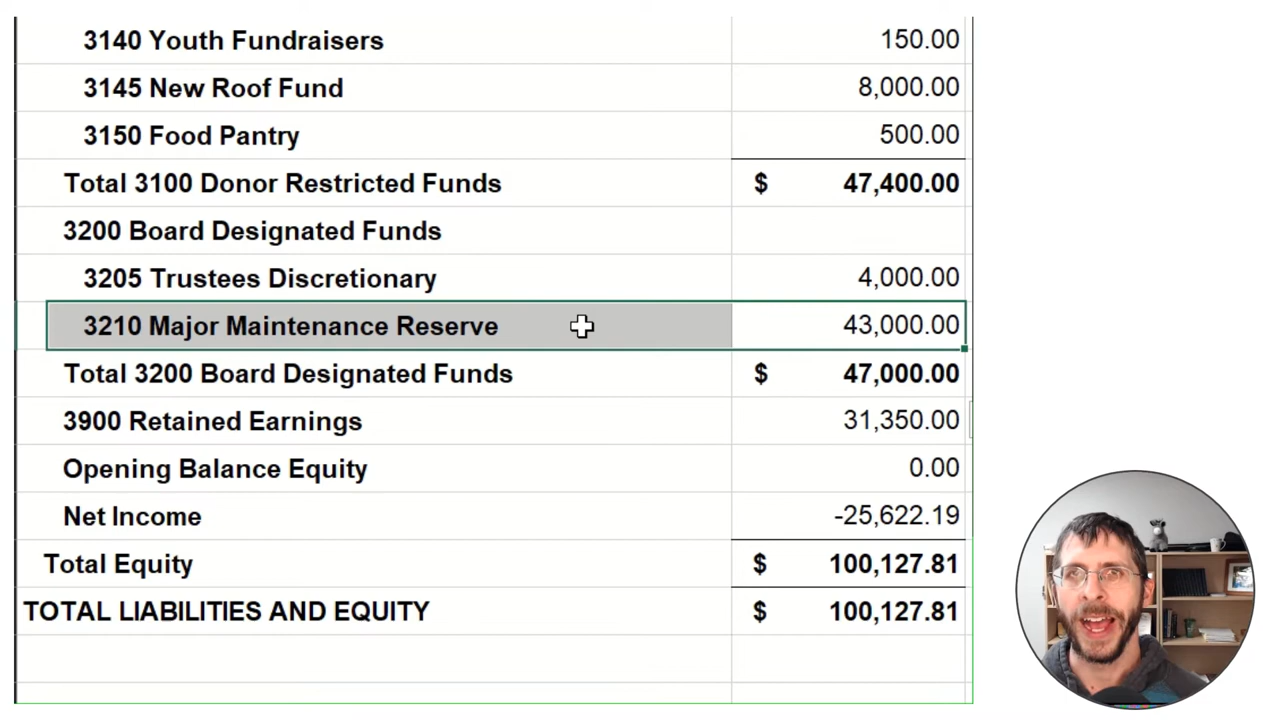 3140 Youth Fundraisers 150.00
3145 New Roof Fund 8,000.00
3150 Food Pantry 500.00
Total 3100 Donor Restricted Funds $ 47,400.00
3200 Board Designated Funds
3205 Trustees Discretionary 4,000.00
3210 Major Maintenance Reserve 43,000.00
Total 3200 Board Designated Funds $ 47,000.00
3900 Retained Earnings 31,350.00
Opening Balance Equity 0.00
Net Income -25,622.19
Total Equity $ 100,127.81
TOTAL LIABILITIES AND EQUITY $ 100,127.81